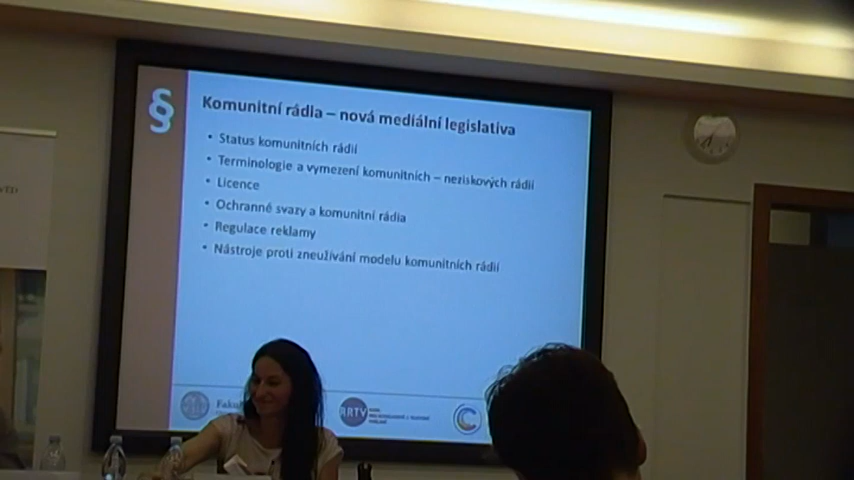 §
Komunitní rádia – nová mediální legislativa
• Status komunitních rádií
• Terminologie a vymezení komunitních – neziskových rádií
• Licence
• Ochranné svazy a komunitní rádia
• Regulace reklamy
• Nástroje proti zneužívání modelu komunitních rádií
RRTV